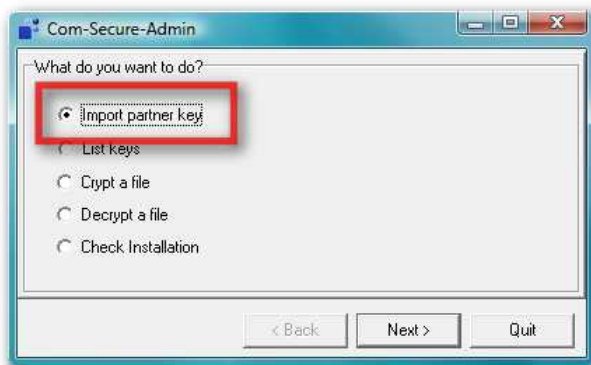 Com-Secure-Admin
What do you want to do?
Import partner key
List keys
Crypt a file
Decrypt a file
Check Installation
< Back Next > Quit